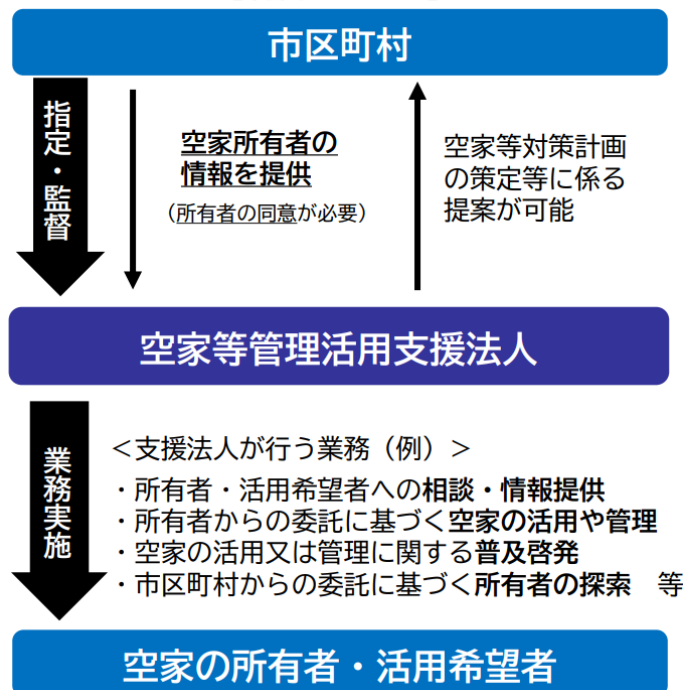 市区町村
指定・監督
空家所有者の
情報を提供
（所有者の同意が必要）
空家等対策計画
の策定等に係る
提案が可能
空家等管理活用支援法人
業務実施
＜支援法人が行う業務（例）＞
・所有者・活用希望者への相談・情報提供
・所有者からの委託に基づく空家の活用や管理
・空家の活用又は管理に関する普及啓発
・市区町村からの委託に基づく所有者の探索　等
空家の所有者・活用希望者